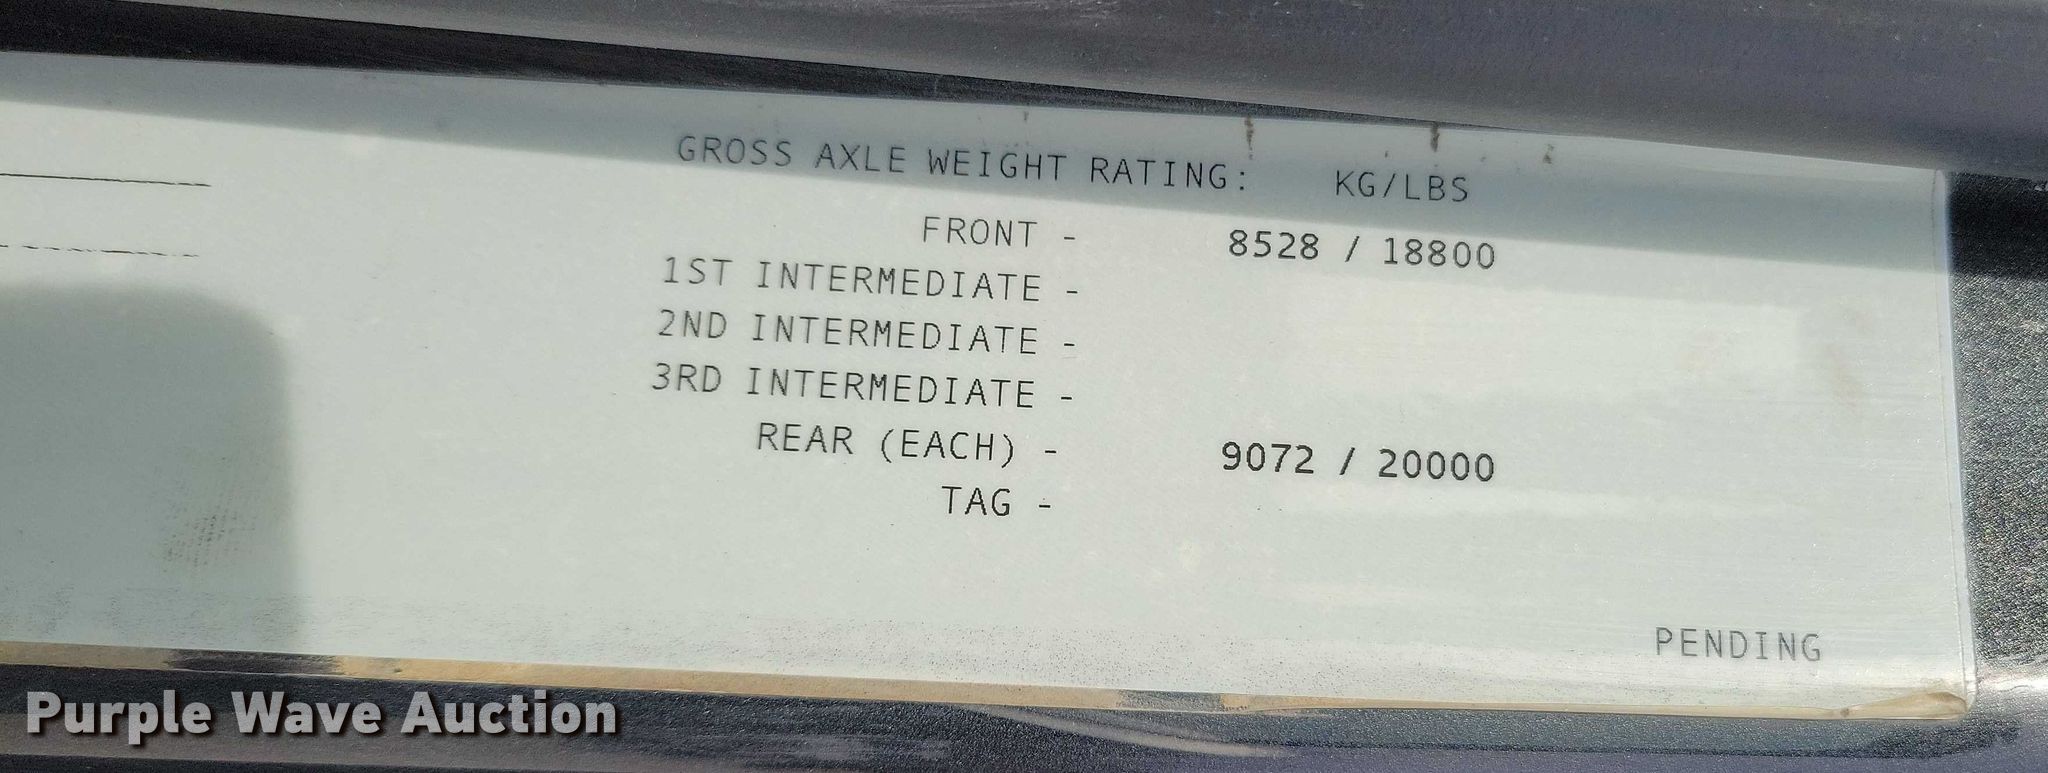 GROSS AXLE WEIGHT RATING: KG/LBS
FRONT - 8528 / 18800
1ST INTERMEDIATE -
2ND INTERMEDIATE -
3RD INTERMEDIATE -
REAR (EACH) - 9072 / 20000
TAG -
PENDING
Purple Wave Auction